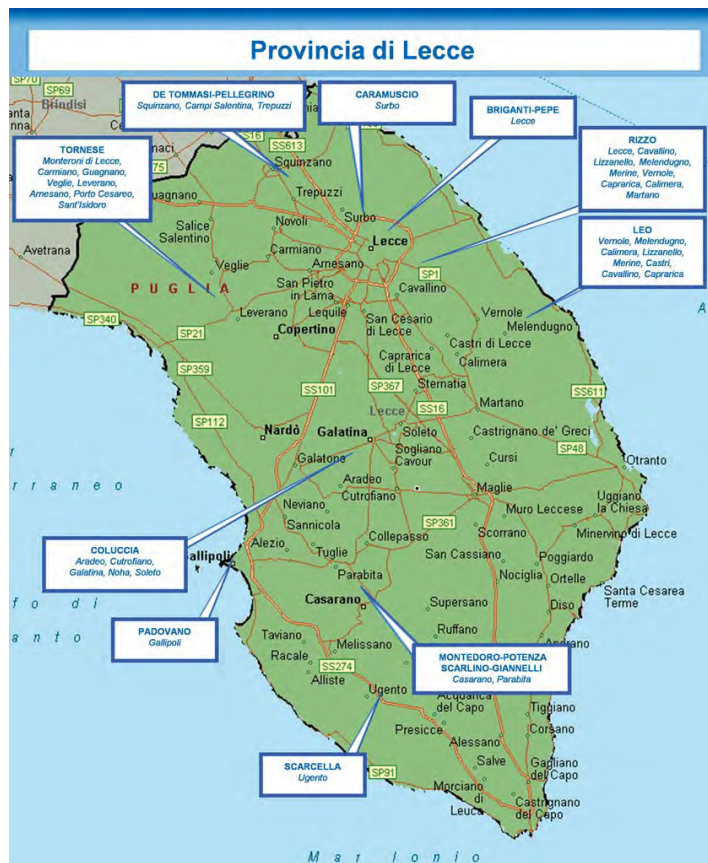 Provincia di Lecce
SP70
SP69
Brindisi
DE TOMMASI-PELLEGRINO
Squinzano, Campi Salentina, Trepuzzi
CARAMUSCIO
Surbo
BRIGANTI-PEPE
Lecce
TORNESE
Monteroni di Lecce,
Carmiano, Guagnano,
Veglie, Leverano,
Arnesano, Porto Cesareo,
Sant'Isidoro
RIZZO
Lecce, Cavallino,
Lizzanello, Melendugno,
Merine, Vernole,
Caprarica, Calimera,
Martano
LEO
Vernole, Melendugno,
Calimera, Lizzanello,
Merine, Castri,
Cavallino, Caprarica
SS16
SS613
Squinzano
Trepuzzi
Surbo
Salice
Salentino
Novoli
Lecce
Avetrana
Veglie
Carmiano
Arnesano
SP1
PUGLIA
San Pietro
in Lama
Cavallino
Leverano
Lequile
San Cesario
di Lecce
Vernole
Melendugno
SP340
SP21
Copertino
Castri di Lecce
Caprarica
di Lecce
Calimera
SP359
SS101
SP367
Sternatia
SS611
Lecce
SS16
Martano
SP112
Nardò
Galatina
Soleto
Castrignano de' Greci
SP48
Sogliano
Cavour
Galatone
Cursi
Otranto
Aradeo
Cutrofiano
Maglie
Neviano
Muro Leccese
Uggiano
la Chiesa
Sannicola
SP361
Scorrano
Minervino di Lecce
Alezio
Collepasso
Tuglie
San Cassiano
Poggiardo
COLUCCIA
Aradeo, Cutrofiano,
Galatina, Noha, Soleto
Parabita
Nociglia
Ortelle
Santa Cesarea
Terme
Casarano
Supersano
Diso
PADOVANO
Gallipoli
Taviano
Ruffano
Andrano
Melissano
Racale
SS274
Alliste
MONTEDORO-POTENZA
SCARLINO-GIANNELLI
Casarano, Parabita
Ugento
del Capo
Tiggiano
Presicce
Corsano
Alessano
SCARCELLA
Ugento
SP91
Salve
Gagliano
del Capo
Morciano
di
Leuca
Castrignano
del Capo
Mar Ionio